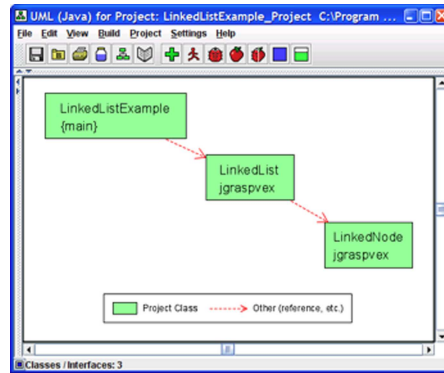 UML (Java) for Project: LinkedListExample_Project C:\Program ...
File Edit View Build Project Settings Help
LinkedListExample
{main}
LinkedList
jgraspvex
LinkedNode
jgraspvex
Project Class Other (reference, etc.)
Classes / Interfaces: 3